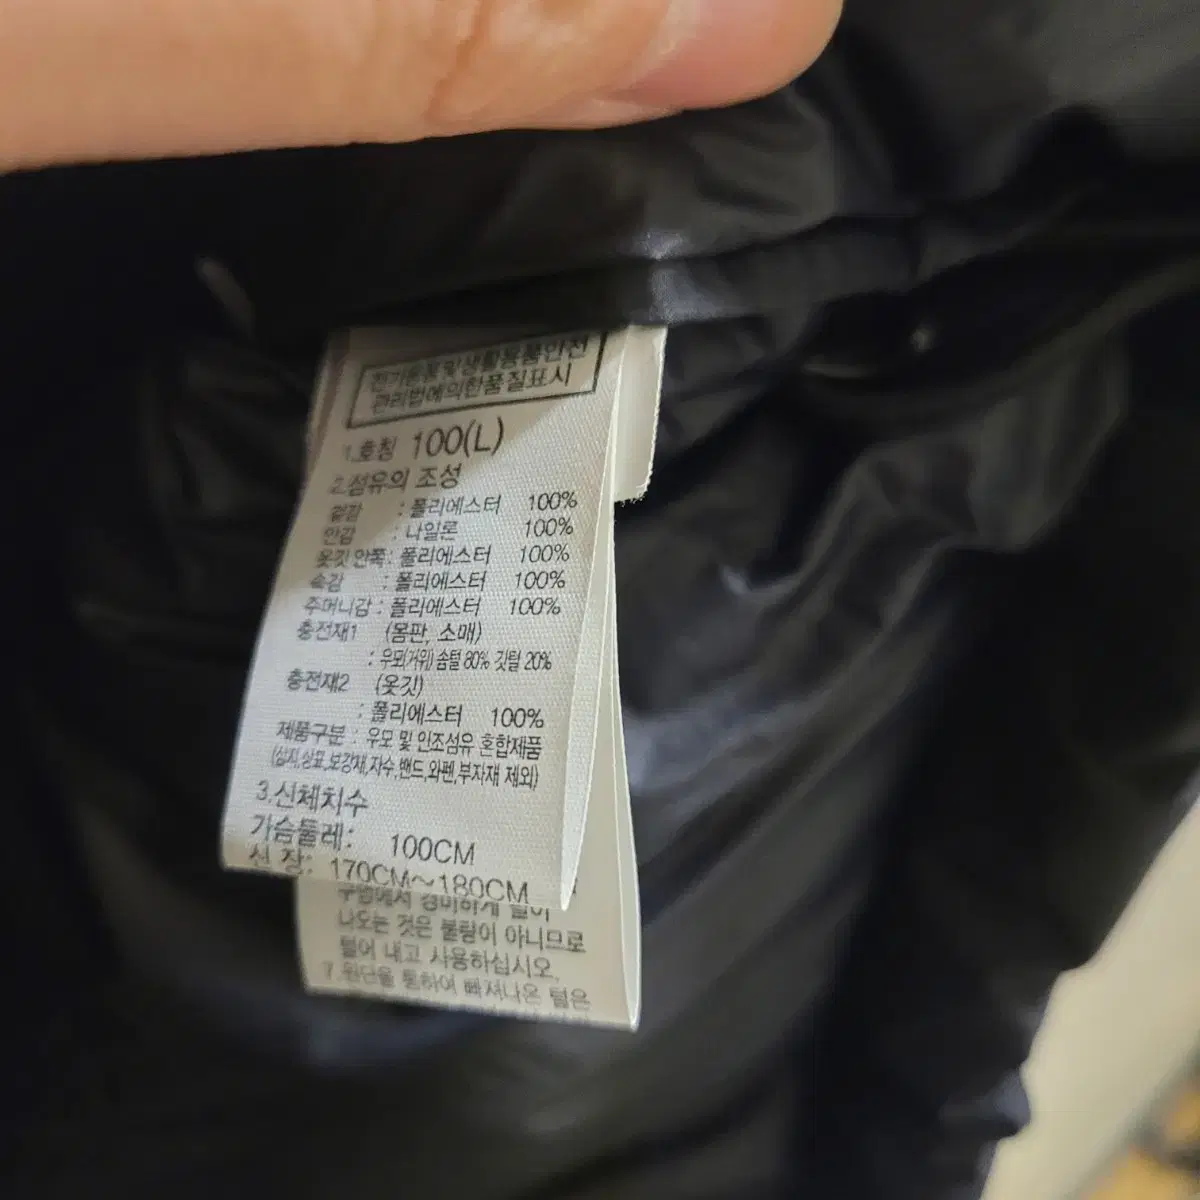 전기용품및생활용품안전
관리법에의한품질표시
1.호칭 100(L)
2.섬유의 조성
겉감 : 폴리에스터 100%
안감 : 나일론 100%
옷깃 안쪽 : 폴리에스터 100%
속감 : 폴리에스터 100%
주머니감 : 폴리에스터 100%
충전재1 (몸판, 소매)
: 우모(거위) 솜털 80% 깃털 20%
충전재2 (옷깃)
: 폴리에스터 100%
제품구분 : 우모 및 인조섬유 혼합제품
(심지,상표,보강재,자수,밴드,와펜,부자재 제외)
3.신체치수
가슴둘레: 100CM
신 장: 170CM~180CM
경미하게 털이
나오는 것은 불량이 아니므로
털어 내고 사용하십시오.
7.원단을 통하여 빠져나온 털은